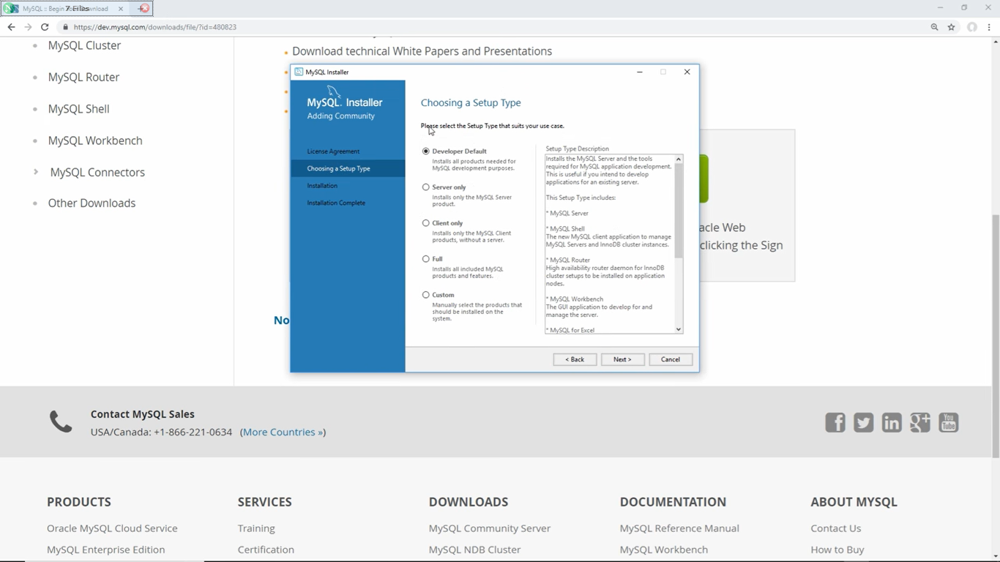 MySQL :: Begin Your Download
7 Files
https://dev.mysql.com/downloads/file/?id=480823
MySQL Cluster
MySQL Router
MySQL Shell
MySQL Workbench
MySQL Connectors
Other Downloads
Download technical White Papers and Presentations
MySQL Installer
MySQL. Installer
Adding Community
License Agreement
Choosing a Setup Type
Installation
Installation Complete
Choosing a Setup Type
Please select the Setup Type that suits your use case.
Developer Default
Installs all products needed for
MySQL development purposes.
Server only
Installs only the MySQL Server
product.
Client only
Installs only the MySQL Client
products, without a server.
Full
Installs all included MySQL
products and features.
Custom
Manually select the products that
should be installed on the
system.
Setup Type Description
Installs the MySQL Server and the tools
required for MySQL application development.
This is useful if you intend to develop
applications for an existing server.
This Setup Type includes:
* MySQL Server
* MySQL Shell
The new MySQL client application to manage
MySQL Servers and InnoDB cluster instances.
* MySQL Router
High availability router daemon for InnoDB
cluster setups to be installed on application
nodes.
* MySQL Workbench
The GUI application to develop for and
manage the server.
* MySQL for Excel
< Back
Next >
Cancel
acle Web
clicking the Sign
No
Contact MySQL Sales
USA/Canada: +1-866-221-0634 (More Countries »)
You
Tube
PRODUCTS
Oracle MySQL Cloud Service
MySQL Enterprise Edition
SERVICES
Training
Certification
DOWNLOADS
MySQL Community Server
MySQL NDB Cluster
DOCUMENTATION
MySQL Reference Manual
MySQL Workbench
ABOUT MYSQL
Contact Us
How to Buy